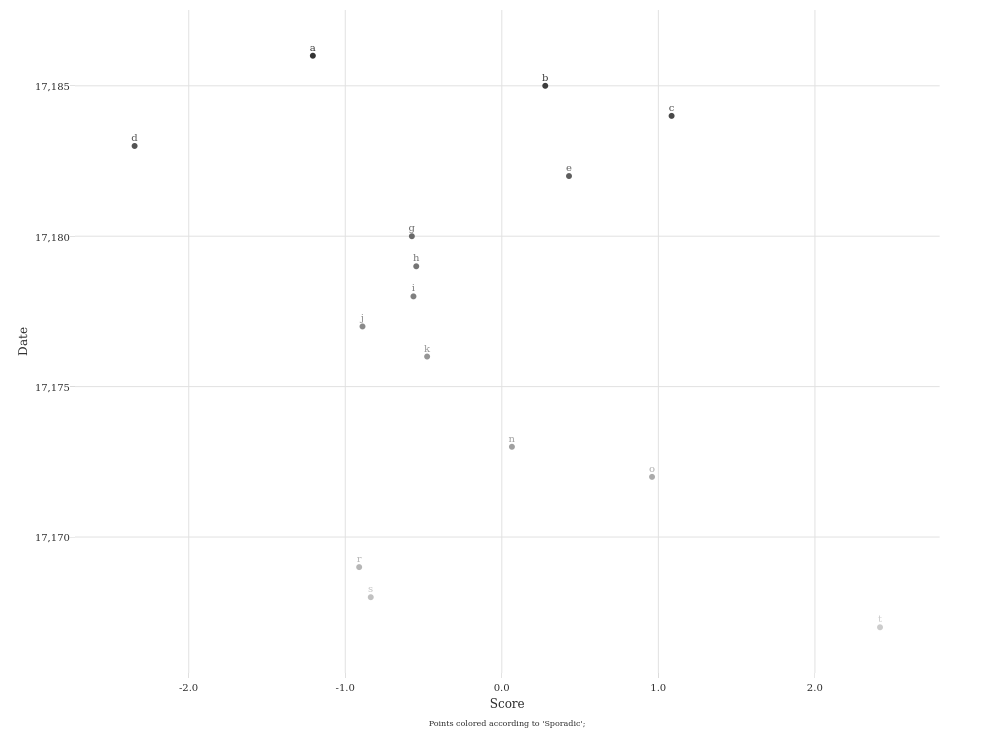 a
b
17,185
c
d
e
g
17,180
h
i
j
k
Date
17,175
n
o
17,170
r
s
t
-2.0 -1.0 0.0 1.0 2.0
Score
Points colored according to 'Sporadic';